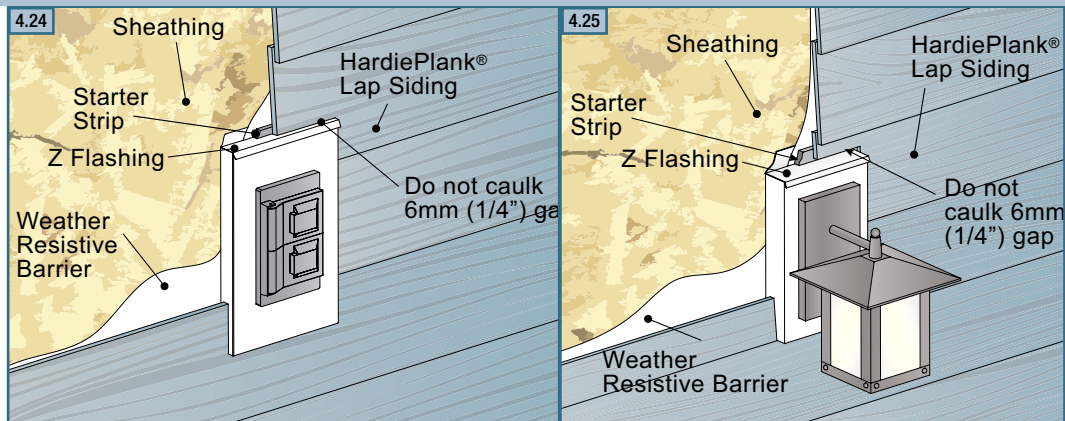 4.24
Sheathing
HardiePlank®
Lap Siding
Starter
Strip
Z Flashing
Do not caulk
6mm (1/4”) ga
Weather
Resistive
Barrier
4.25
Sheathing
HardiePlank®
Lap Siding
Starter
Strip
Z Flashing
Do not
caulk 6mm
(1/4”) gap
Weather
Resistive Barrier